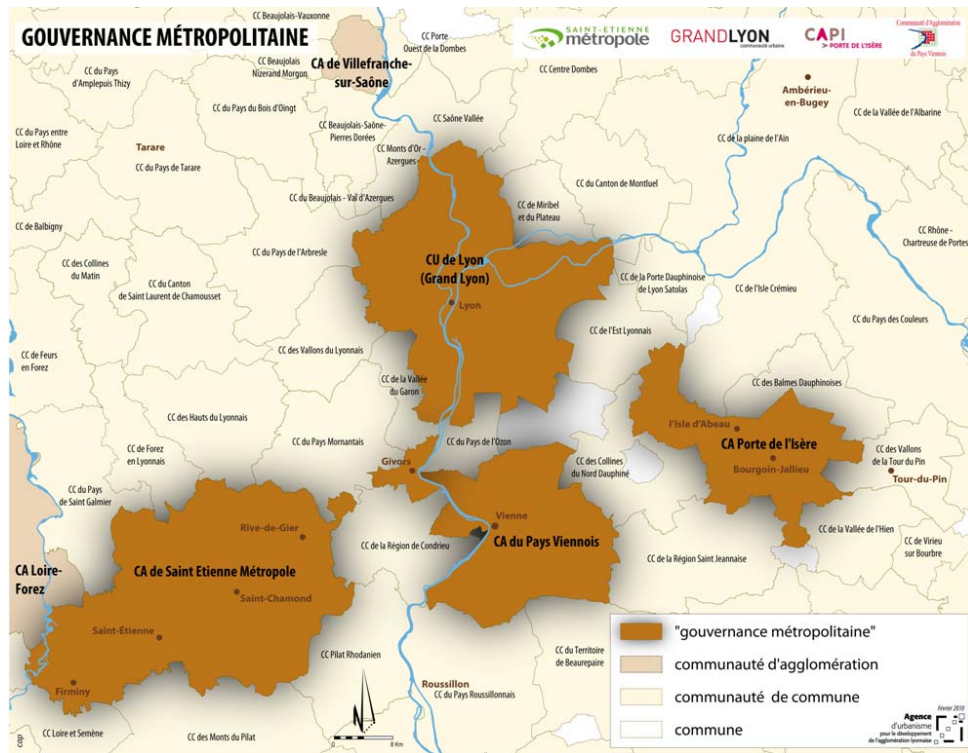 GOUVERNANCE MÉTROPOLITAINE
SAINT-ETIENNE
métropole
GRANDLYON
communauté urbaine
CAPI
> PORTE DE L'ISÈRE
Communauté d'Agglomération
du Pays Viennois
CC Beaujolais-Vauxonne
CC Porte
Ouest de la Dombes
CC Beaujolais
Nizerand Morgon
CA de Villefranche-
sur-Saône
CC du Pays
d'Amplepuis Thizy
CC Centre Dombes
Ambérieu-
en-Bugey
CC du Pays du Bois d'Oingt
CC de la Vallée de l'Albarine
CC Saône Vallée
CC Beaujolais-Saône-
Pierres Dorées
CC du Pays entre
Loire et Rhône
CC de la plaine de l'Ain
Tarare
CC Monts d'Or -
Azergues
CC du Pays de Tarare
CC du Canton de Montluel
CC du Beaujolais - Val d'Azergues
CC de Miribel
et du Plateau
CC de Balbigny
CC Rhône -
Chartreuse de Portes
CC du Pays de l'Arbresle
CU de Lyon
(Grand Lyon)
CC des Collines
du Matin
CC du Canton
de Saint Laurent de Chamousset
CC de la Porte Dauphinoise
de Lyon Satolas
CC de l'Isle Crémieu
Lyon
CC du Pays des Couleurs
CC de l'Est Lyonnais
CC des Vallons du Lyonnais
CC de Feurs
en Forez
CC de la Vallée
du Garon
CC des Balmes Dauphinoises
CC des Hauts du Lyonnais
l'Isle d'Abeau
CC du Pays Mornantais
CC du Pays de l'Ozon
CA Porte de l'Isère
CC de Forez
en Lyonnais
CC des Vallons
de la Tour du Pin
Givors
CC des Collines
du Nord Dauphiné
Bourgoin-Jallieu
Tour-du-Pin
CC du Pays
de Saint Galmier
Vienne
Rive-de-Gier
CC de la Vallée de l'Hien
CC de Virieu
sur Bourbre
CC de la Région de Condrieu
CA du Pays Viennois
CC de la Région Saint Jeannaise
CA Loire-
Forez
CA de Saint Etienne Métropole
Saint-Chamond
Saint-Étienne
"gouvernance métropolitaine"
CC Pilat Rhodanien
CC du Territoire
de Beaurepaire
communauté d'agglomération
Firminy
Roussillon
CC du Pays Roussillonnais
communauté de commune
commune
CC Loire et Semène
CC des Monts du Pilat
0 8 Km
cap
Février 2010
Agence
d'urbanisme
pour le développement
de l'agglomération lyonnaise